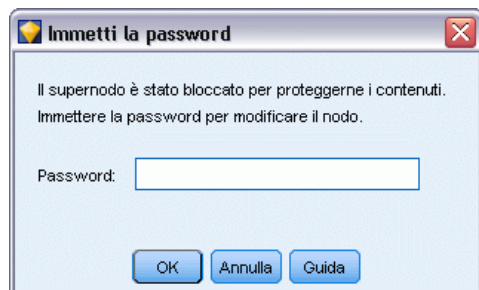 Immetti la password
Il supernodo è stato bloccato per proteggerne i contenuti.
Immettere la password per modificare il nodo.
Password:
OK Annulla Guida